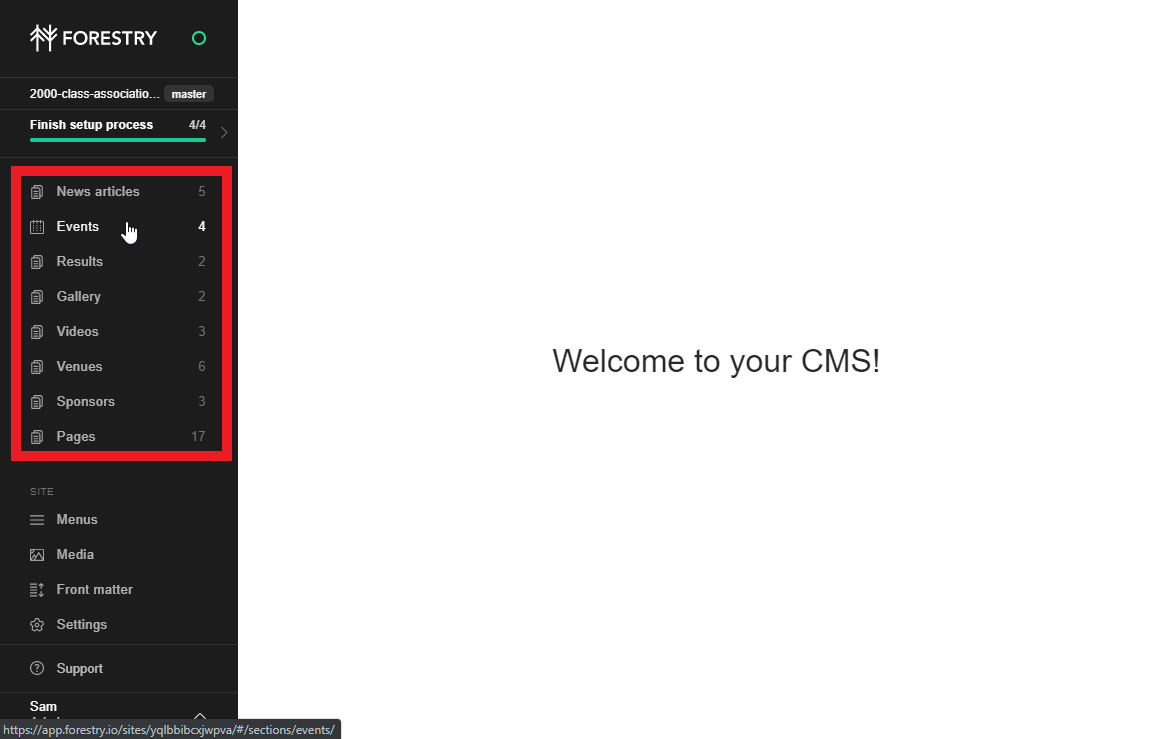 FORESTRY
2000-class-associatio... master
Finish setup process 4/4
News articles 5
Events 4
Results 2
Gallery 2
Videos 3
Venues 6
Sponsors 3
Pages 17
Welcome to your CMS!
SITE
Menus
Media
Front matter
Settings
Support
Sam
https://app.forestry.io/sites/yqlbbibcxjwpva/#/sections/events/